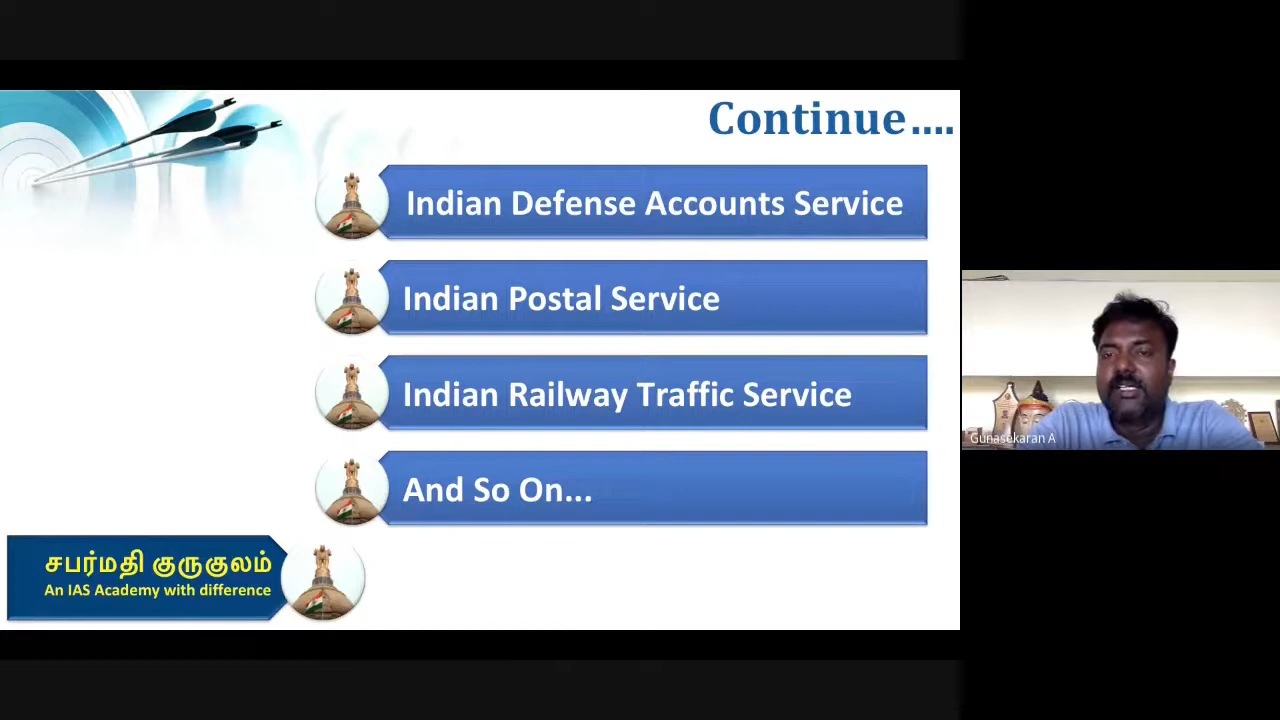 Continue....
Indian Defense Accounts Service
Indian Postal Service
Indian Railway Traffic Service
And So On...
சபர்மதி குருகுலம்
An IAS Academy with difference
Gunasekaran A